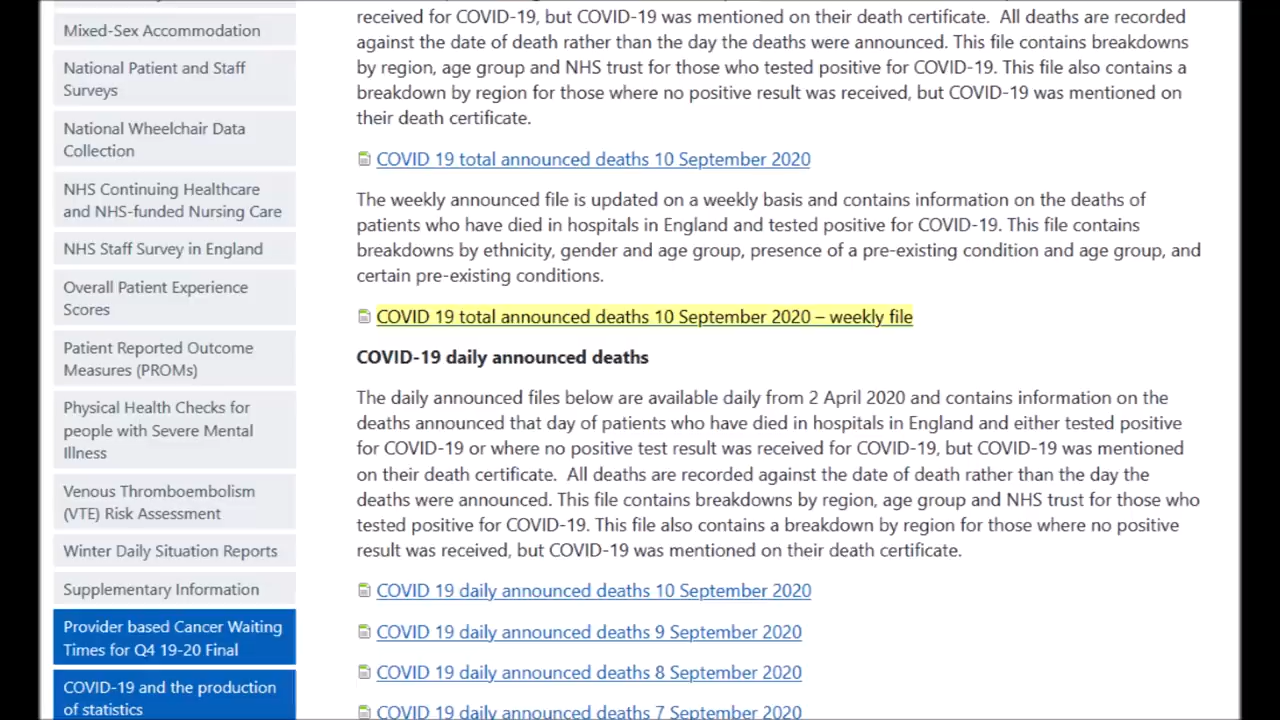 Mixed-Sex Accommodation
National Patient and Staff
Surveys
National Wheelchair Data
Collection
NHS Continuing Healthcare
and NHS-funded Nursing Care
NHS Staff Survey in England
Overall Patient Experience
Scores
Patient Reported Outcome
Measures (PROMs)
Physical Health Checks for
people with Severe Mental
Illness
Venous Thromboembolism
(VTE) Risk Assessment
Winter Daily Situation Reports
Supplementary Information
Provider based Cancer Waiting
Times for Q4 19-20 Final
COVID-19 and the production
of statistics
received for COVID-19, but COVID-19 was mentioned on their death certificate.  All deaths are recorded
against the date of death rather than the day the deaths were announced. This file contains breakdowns
by region, age group and NHS trust for those who tested positive for COVID-19. This file also contains a
breakdown by region for those where no positive result was received, but COVID-19 was mentioned on
their death certificate.
COVID 19 total announced deaths 10 September 2020
The weekly announced file is updated on a weekly basis and contains information on the deaths of
patients who have died in hospitals in England and tested positive for COVID-19. This file contains
breakdowns by ethnicity, gender and age group, presence of a pre-existing condition and age group, and
certain pre-existing conditions.
COVID 19 total announced deaths 10 September 2020 – weekly file
COVID-19 daily announced deaths
The daily announced files below are available daily from 2 April 2020 and contains information on the
deaths announced that day of patients who have died in hospitals in England and either tested positive
for COVID-19 or where no positive test result was received for COVID-19, but COVID-19 was mentioned
on their death certificate.  All deaths are recorded against the date of death rather than the day the
deaths were announced. This file contains breakdowns by region, age group and NHS trust for those who
tested positive for COVID-19. This file also contains a breakdown by region for those where no positive
result was received, but COVID-19 was mentioned on their death certificate.
COVID 19 daily announced deaths 10 September 2020
COVID 19 daily announced deaths 9 September 2020
COVID 19 daily announced deaths 8 September 2020
COVID 19 daily announced deaths 7 September 2020